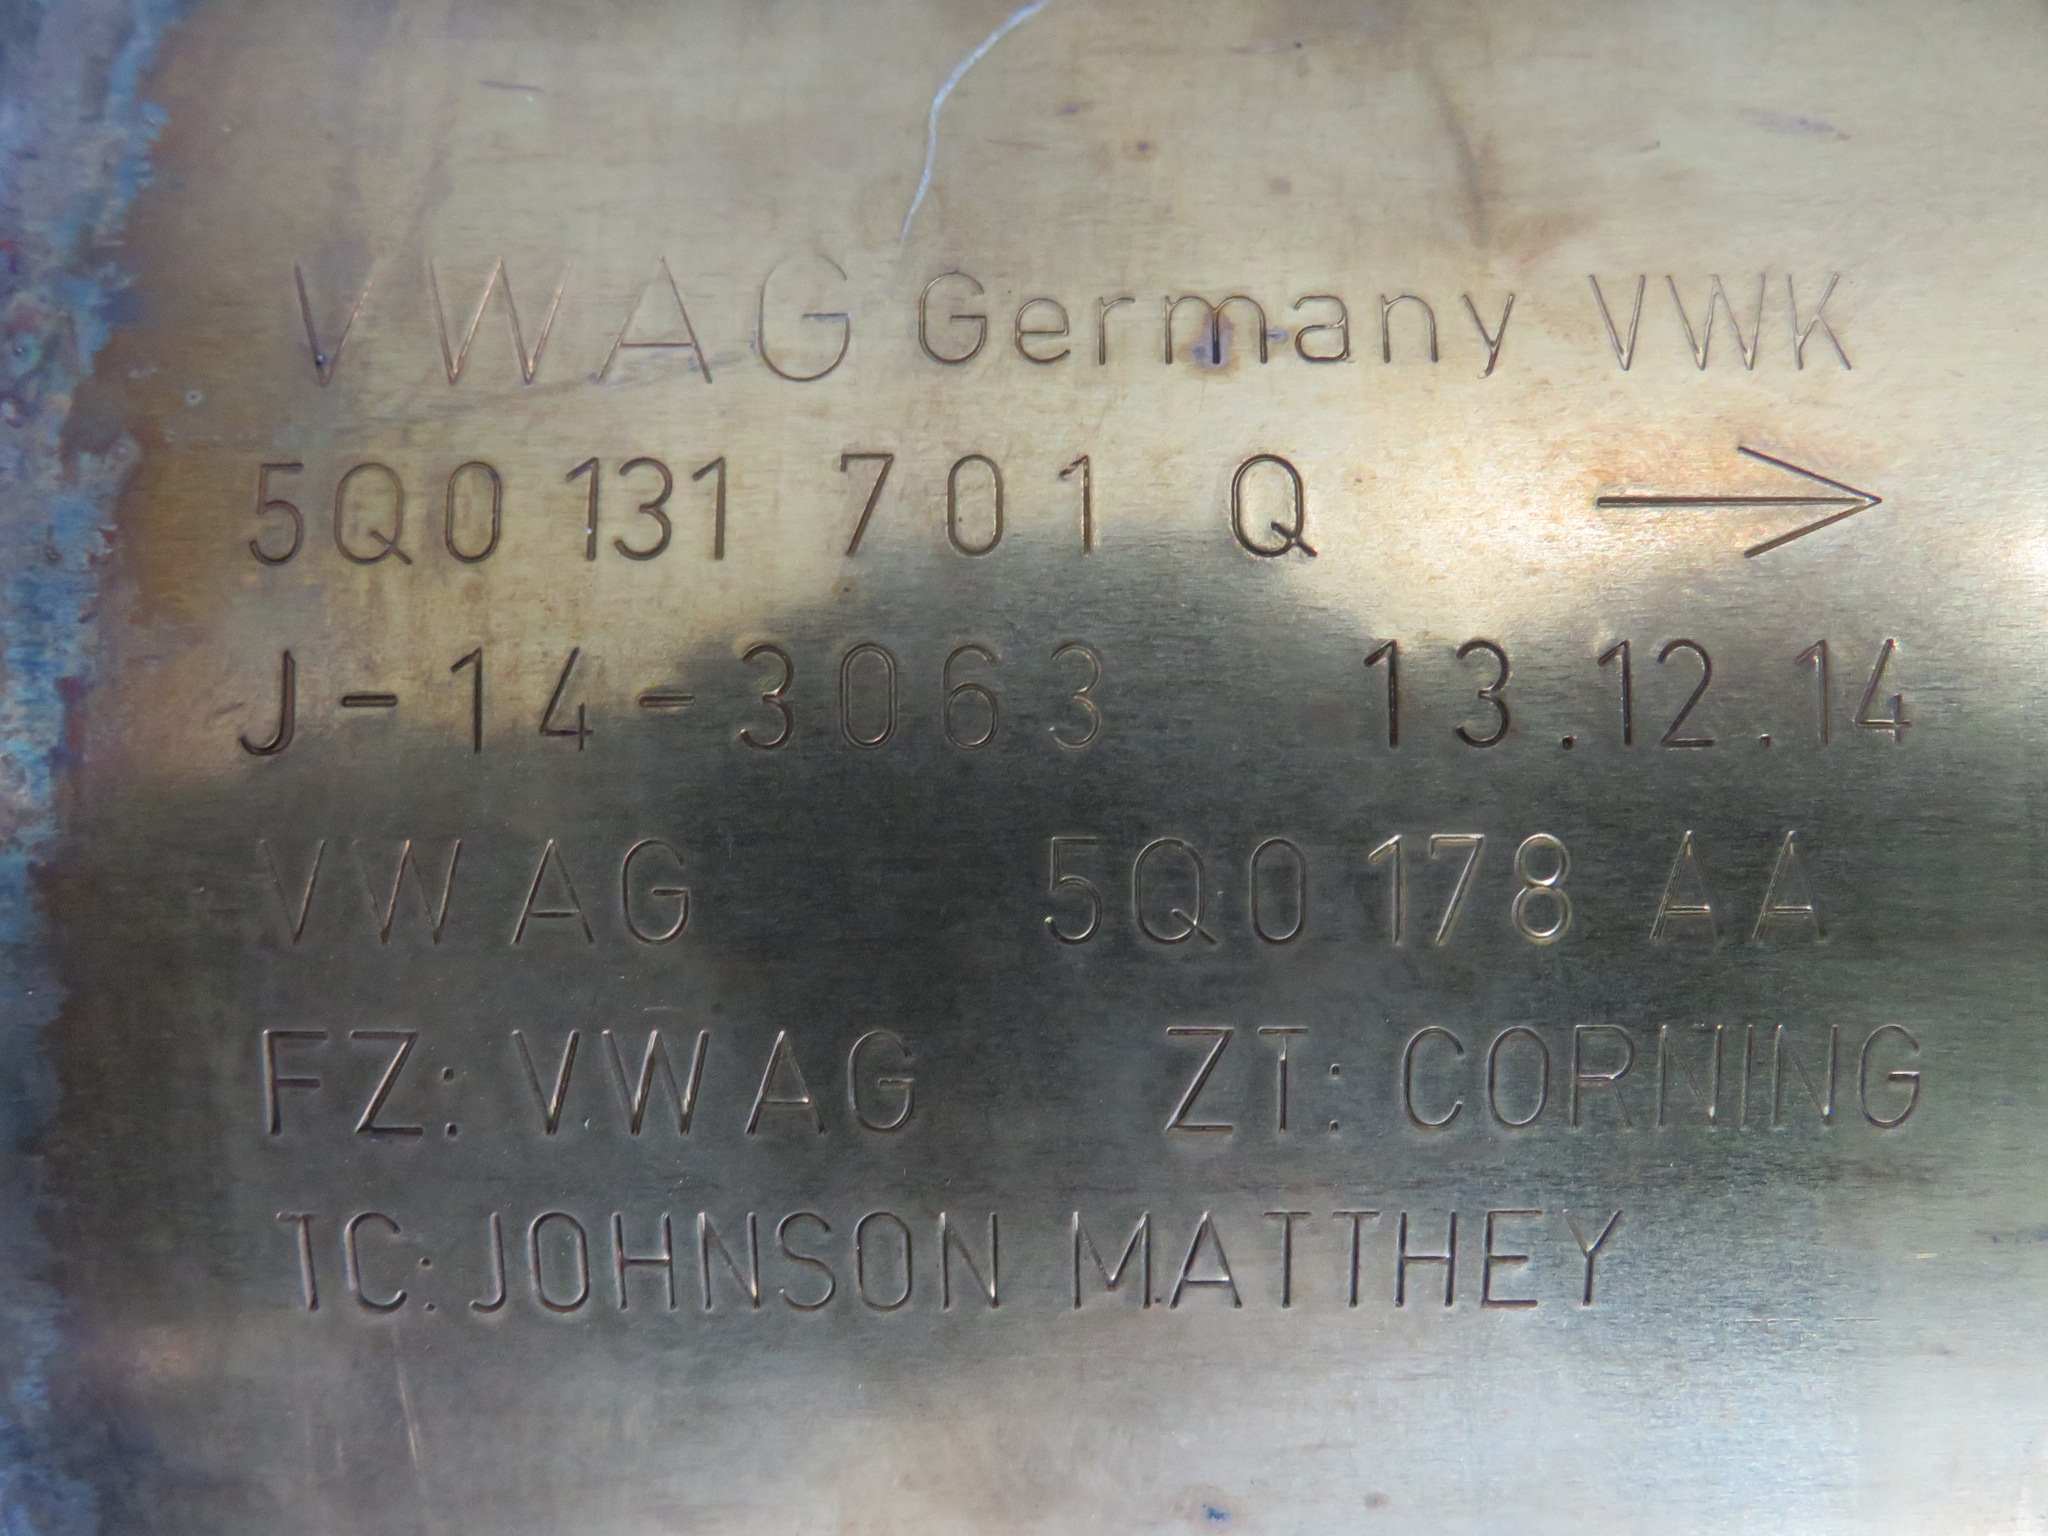 VWAG Germany VWK
5Q0 131 701 Q →
J-14-3063 13.12.14
VWAG 5Q0 178 AA
FZ: VWAG ZT: CORNING
TC: JOHNSON MATTHEY